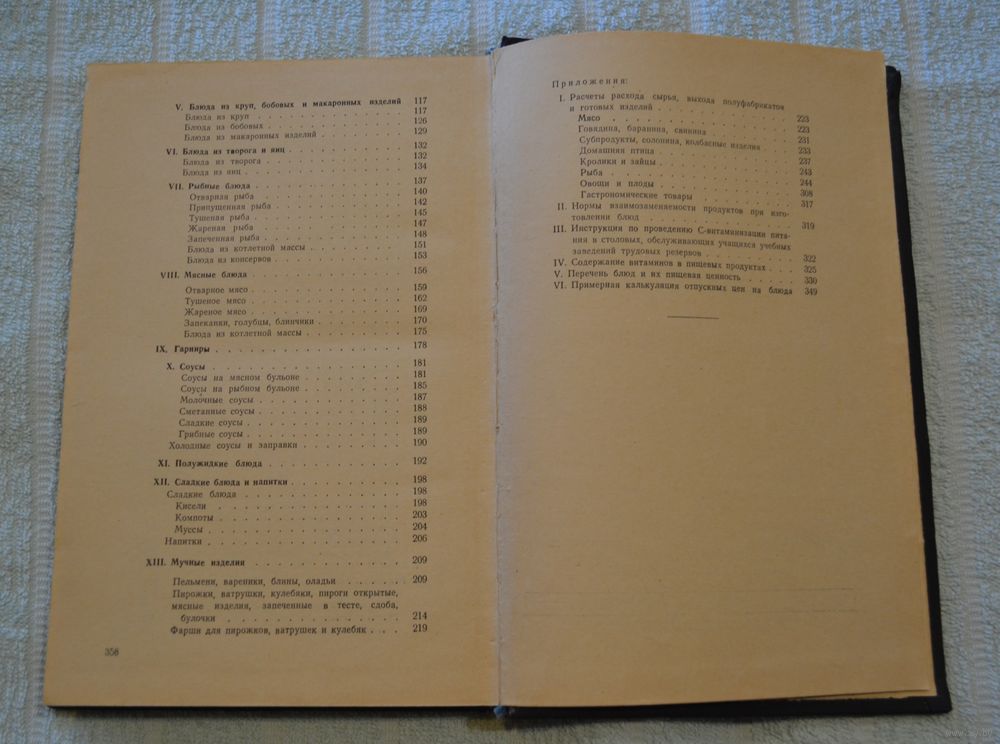 V. Блюда из круп, бобовых и макаронных изделий 117
Блюда из круп . . . . . . . . . . . . . . 117
Блюда из бобовых . . . . . . . . . . . . 126
Блюда из макаронных изделий . . . . . . . 129
VI. Блюда из творога и яиц . . . . . . . . . . 132
Блюда из творога . . . . . . . . . . . . 132
Блюда из яиц . . . . . . . . . . . . . . 134
VII. Рыбные блюда . . . . . . . . . . . . . 137
Отварная рыба . . . . . . . . . . . . . 140
Припущенная рыба . . . . . . . . . . . . 142
Тушеная рыба . . . . . . . . . . . . . . 145
Жареная рыба . . . . . . . . . . . . . 147
Запеченная рыба . . . . . . . . . . . . 148
Блюда из котлетной массы . . . . . . . . 151
Блюда из консервов . . . . . . . . . . . 153
VIII. Мясные блюда . . . . . . . . . . . . . 156
Отварное мясо . . . . . . . . . . . . . 159
Тушеное мясо . . . . . . . . . . . . . 162
Жареное мясо . . . . . . . . . . . . . 169
Запеканки, голубцы, блинчики . . . . . . . 170
Блюда из котлетной массы . . . . . . . . 175
IX. Гарниры . . . . . . . . . . . . . . . . 178
X. Соусы . . . . . . . . . . . . . . . . 181
Соусы на мясном бульоне . . . . . . . . . 181
Соусы на рыбном бульоне . . . . . . . . . 185
Молочные соусы . . . . . . . . . . . . 187
Сметанные соусы . . . . . . . . . . . . 188
Сладкие соусы . . . . . . . . . . . . . 189
Грибные соусы . . . . . . . . . . . . . 189
Холодные соусы и заправки . . . . . . . . 190
XI. Полужидкие блюда . . . . . . . . . . . 192
XII. Сладкие блюда и напитки . . . . . . . . . 198
Сладкие блюда . . . . . . . . . . . . . 198
Кисели . . . . . . . . . . . . . . . . 198
Компоты . . . . . . . . . . . . . . . 203
Муссы . . . . . . . . . . . . . . . . 204
Напитки . . . . . . . . . . . . . . . . 206
XIII. Мучные изделия . . . . . . . . . . . . 209
Пельмени, вареники, блины, оладьи . . . . . 209
Пирожки, ватрушки, кулебяки, пироги открытые,
мясные изделия, запеченные в тесте, сдоба,
булочки . . . . . . . . . . . . . . . 214
Фарши для пирожков, ватрушек и кулебяк . . . 219
358
Приложения:
I. Расчеты расхода сырья, выхода полуфабрикатов
и готовых изделий . . . . . . . . . . .
Мясо . . . . . . . . . . . . . . . . 223
Говядина, баранина, свинина . . . . . . . 223
Субпродукты, солонина, колбасные изделия . . 231
Домашняя птица . . . . . . . . . . . . 233
Кролики и зайцы . . . . . . . . . . . . 237
Рыба . . . . . . . . . . . . . . . . 243
Овощи и плоды . . . . . . . . . . . . 244
Гастрономические товары . . . . . . . . 308
II. Нормы взаимозаменяемости продуктов при изго- 317
товлении блюд . . . . . . . . . . . . .
III. Инструкция по проведению С-витаминизации пита- 319
ния в столовых, обслуживающих учащихся учебных
заведений трудовых резервов . . . . . . . 322
IV. Содержание витаминов в пищевых продуктах . . 325
V. Перечень блюд и их пищевая ценность . . . . 330
VI. Примерная калькуляция отпускных цен на блюда 349